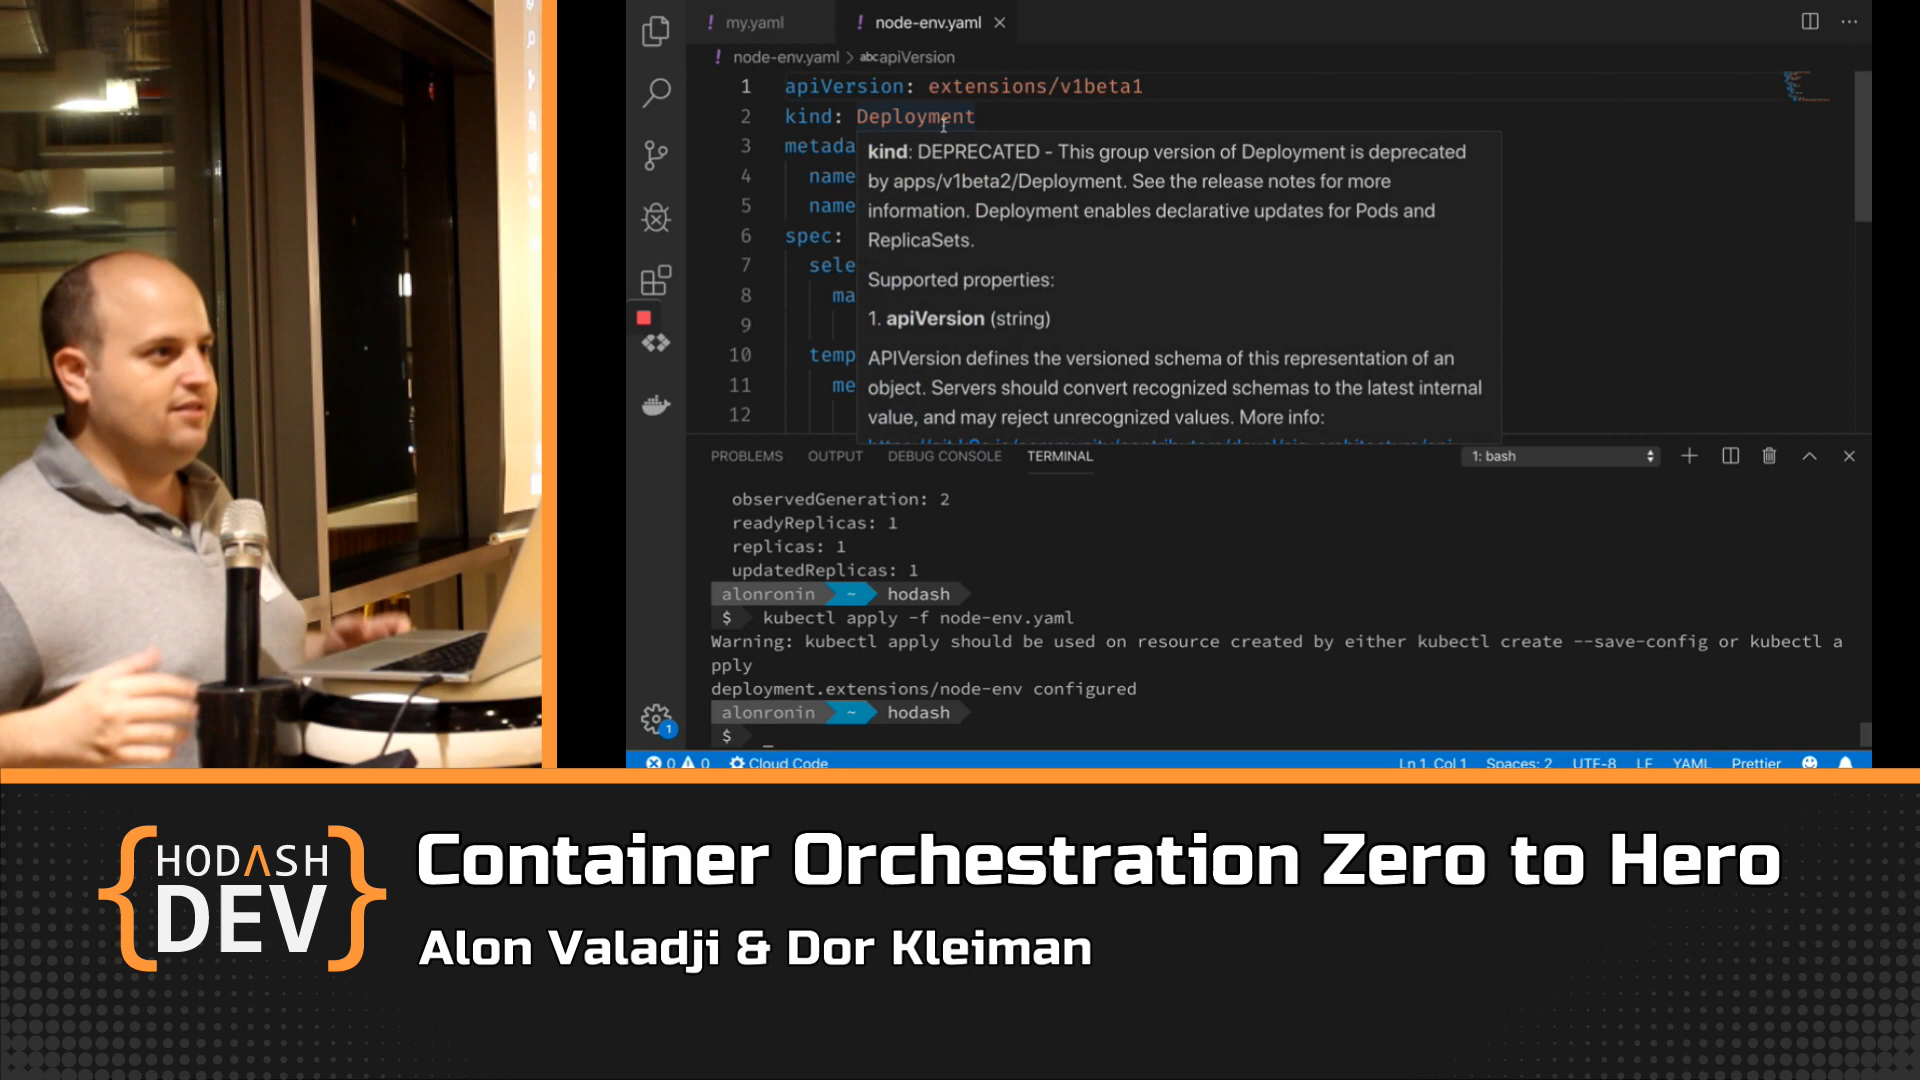 my.yaml
node-env.yaml
node-env.yaml > abc apiVersion
1 apiVersion: extensions/v1beta1
2 kind: Deployment
3 metada
4 name
5 name
6 spec:
7 sele
8 ma
9
10 temp
11 me
12
kind: DEPRECATED - This group version of Deployment is deprecated
by apps/v1beta2/Deployment. See the release notes for more
information. Deployment enables declarative updates for Pods and
ReplicaSets.
Supported properties:
1. apiVersion (string)
APIVersion defines the versioned schema of this representation of an
object. Servers should convert recognized schemas to the latest internal
value, and may reject unrecognized values. More info:
PROBLEMS OUTPUT DEBUG CONSOLE TERMINAL 1: bash
observedGeneration: 2
readyReplicas: 1
replicas: 1
updatedReplicas: 1
alonronin ~ hodash
$ kubectl apply -f node-env.yaml
Warning: kubectl apply should be used on resource created by either kubectl create --save-config or kubectl a
pply
deployment.extensions/node-env configured
alonronin ~ hodash
$ _
1
0 0 Cloud Code Ln 1, Col 1 Spaces: 2 UTF-8 LF YAML Prettier
{HODASH
DEV}
Container Orchestration Zero to Hero
Alon Valadji & Dor Kleiman